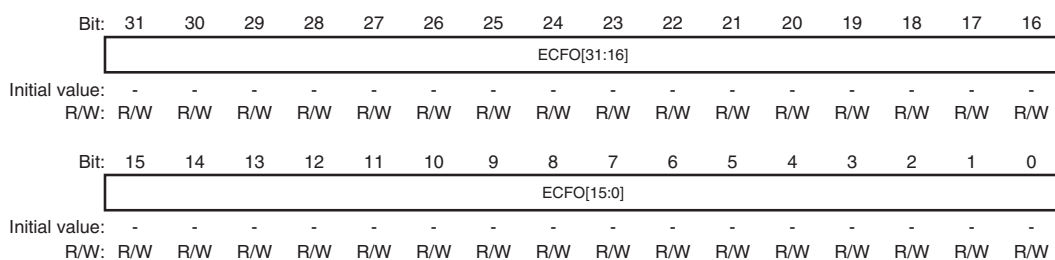 Bit: 31 30 29 28 27 26 25 24 23 22 21 20 19 18 17 16
ECFO[31:16]
Initial value: - - - - - - - - - - - - - - - -
R/W: R/W R/W R/W R/W R/W R/W R/W R/W R/W R/W R/W R/W R/W R/W R/W R/W
Bit: 15 14 13 12 11 10 9 8 7 6 5 4 3 2 1 0
ECFO[15:0]
Initial value: - - - - - - - - - - - - - - - -
R/W: R/W R/W R/W R/W R/W R/W R/W R/W R/W R/W R/W R/W R/W R/W R/W R/W